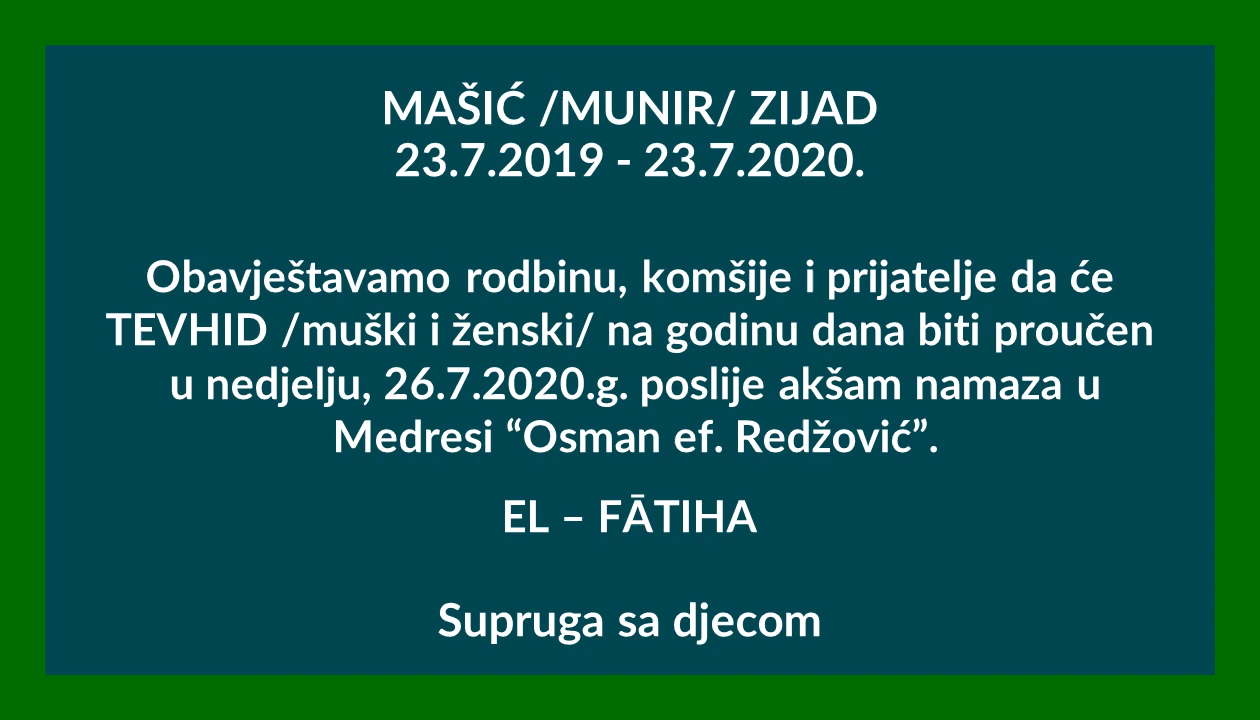 MAŠIĆ /MUNIR/ ZIJAD
23.7.2019 - 23.7.2020.
Obavještavamo rodbinu, komšije i prijatelje da će
TEVHID /muški i ženski/ na godinu dana biti proučen
u nedjelju, 26.7.2020.g. poslije akšam namaza u
Medresi “Osman ef. Redžović”.
EL – FĀTIHA
Supruga sa djecom